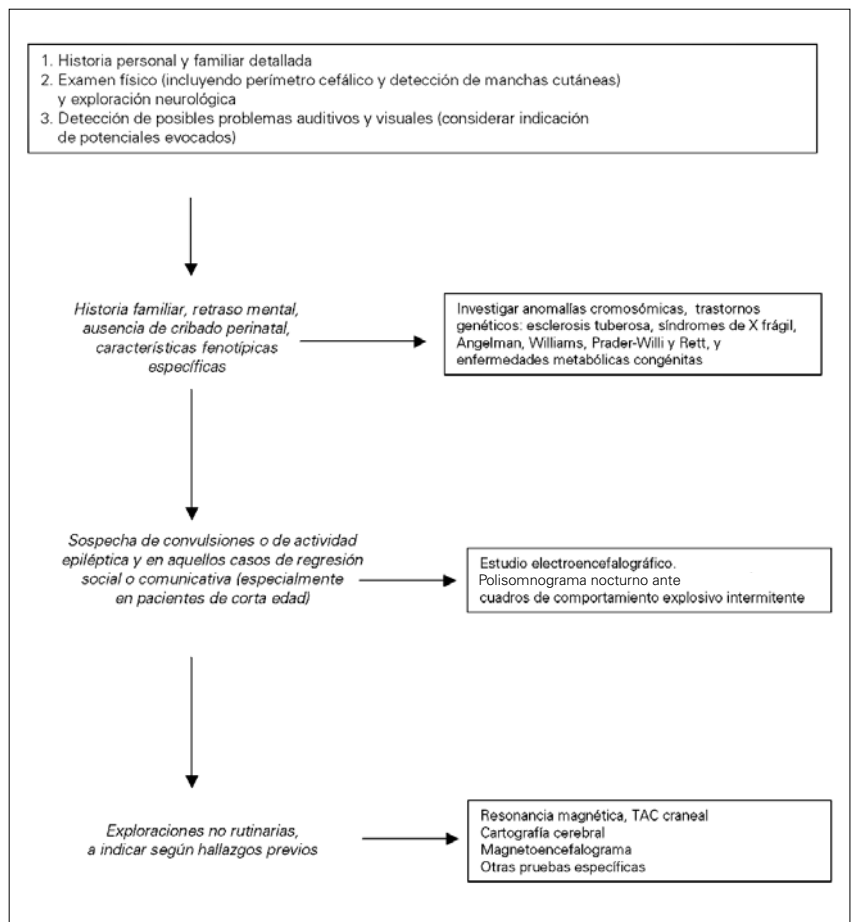 1. Historia personal y familiar detallada
2. Examen físico (incluyendo perímetro cefálico y detección de manchas cutáneas)
y exploración neurológica
3. Detección de posibles problemas auditivos y visuales (considerar indicación
de potenciales evocados)
Historia familiar, retraso mental,
ausencia de cribado perinatal,
características fenotípicas
específicas
Investigar anomallas cromosómicas, trastornos
genéticos: esclerosis tuberosa, síndromes de X frágil,
Angelman, Williams, Prader-Willi y Rett, y
enfermedades metabólicas congénitas
Sospecha de convulsiones o de actividad
epiléptica y en aquellos casos de regresión
social o comunicativa (especialmente
en pacientes de corta edad)
Estudio electroencefalográfico.
Polisomnograma nocturno ante
cuadros de comportamiento explosivo intermitente
Exploraciones no rutinarias,
a indicar según hallazgos previos
Resonancia magnética, TAC craneal
Cartografía cerebral
Magnetoencefalograma
Otras pruebas específicas